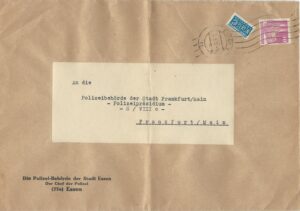 An die
Polizeibehörde der Stadt Frankfurt/Main
- Polizeipräsidium -
Frankfurt/Main
Die Polizei-Behörde der Stadt Essen
Der Chef der Polizei
(22a) Essen